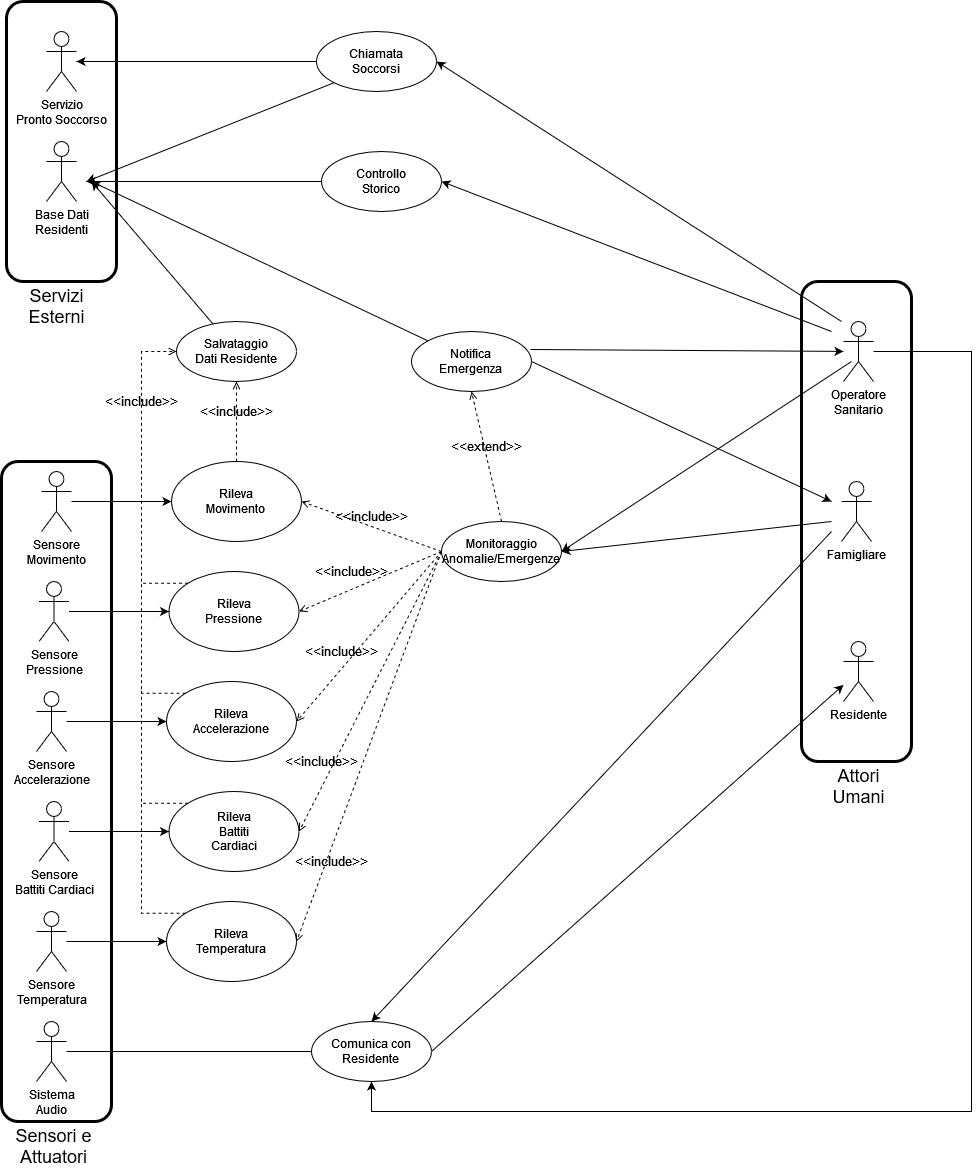 Servizio
Pronto Soccorso
Base Dati
Residenti
Servizi
Esterni
Chiamata
Soccorsi
Controllo
Storico
Salvataggio
Dati Residente
Notifica
Emergenza
<<include>>
<<include>>
<<extend>>
Operatore
Sanitario
Famigliare
Residente
Attori
Umani
Sensore
Movimento
Rileva
Movimento
<<include>>
Monitoraggio
Anomalie/Emergenze
Sensore
Pressione
Rileva
Pressione
<<include>>
Sensore
Accelerazione
Rileva
Accelerazione
<<include>>
Sensore
Battiti Cardiaci
Rileva
Battiti
Cardiaci
<<include>>
Sensore
Temperatura
Rileva
Temperatura
<<include>>
Sistema
Audio
Comunica con
Residente
Sensori e
Attuatori